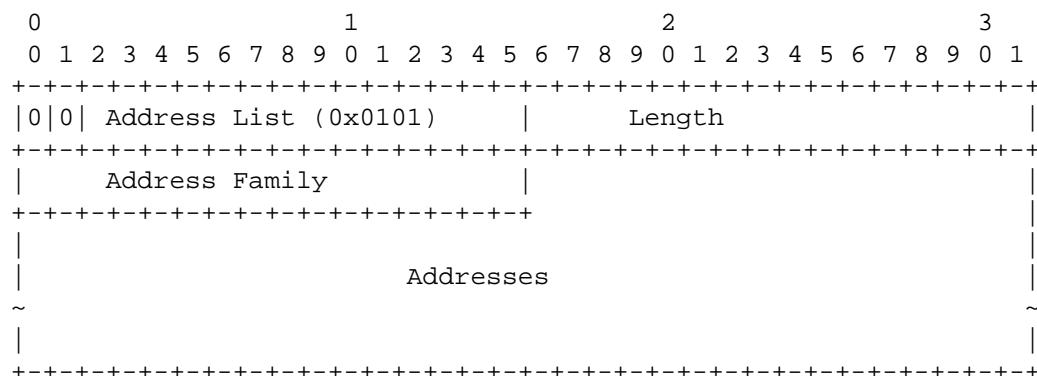 0                   1                   2                   3
 0 1 2 3 4 5 6 7 8 9 0 1 2 3 4 5 6 7 8 9 0 1 2 3 4 5 6 7 8 9 0 1
+-+-+-+-+-+-+-+-+-+-+-+-+-+-+-+-+-+-+-+-+-+-+-+-+-+-+-+-+-+-+-+-+
|0|0| Address List (0x0101)     |      Length                   |
+-+-+-+-+-+-+-+-+-+-+-+-+-+-+-+-+-+-+-+-+-+-+-+-+-+-+-+-+-+-+-+-+
|     Address Family            |                               |
+-+-+-+-+-+-+-+-+-+-+-+-+-+-+-+-+                               |
|                                                               |
|                        Addresses                              |
~                                                               ~
|                                                               |
+-+-+-+-+-+-+-+-+-+-+-+-+-+-+-+-+-+-+-+-+-+-+-+-+-+-+-+-+-+-+-+-+